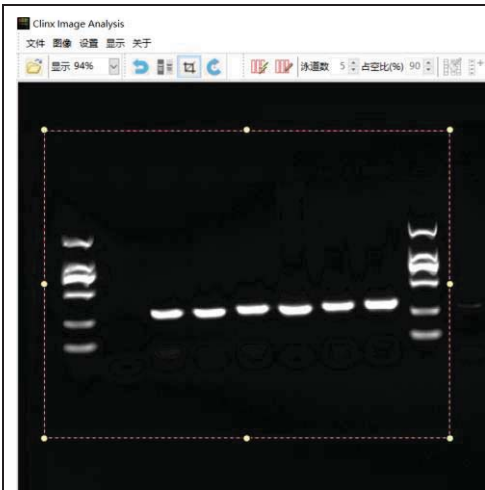 Clinx Image Analysis
文件 图像 设置 显示 关于
显示 94% 泳道数 5 占空比(%) 90